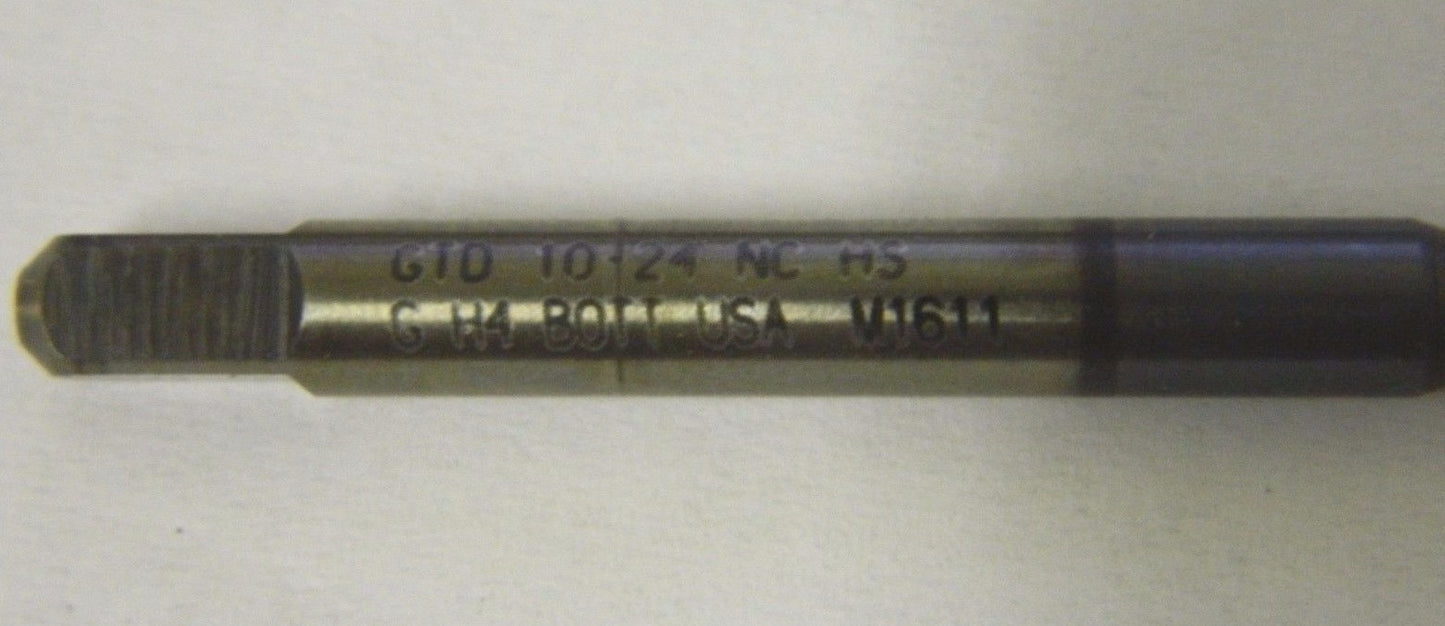 GTD 10-24 NC HS
G H4 BOTT USA V1611